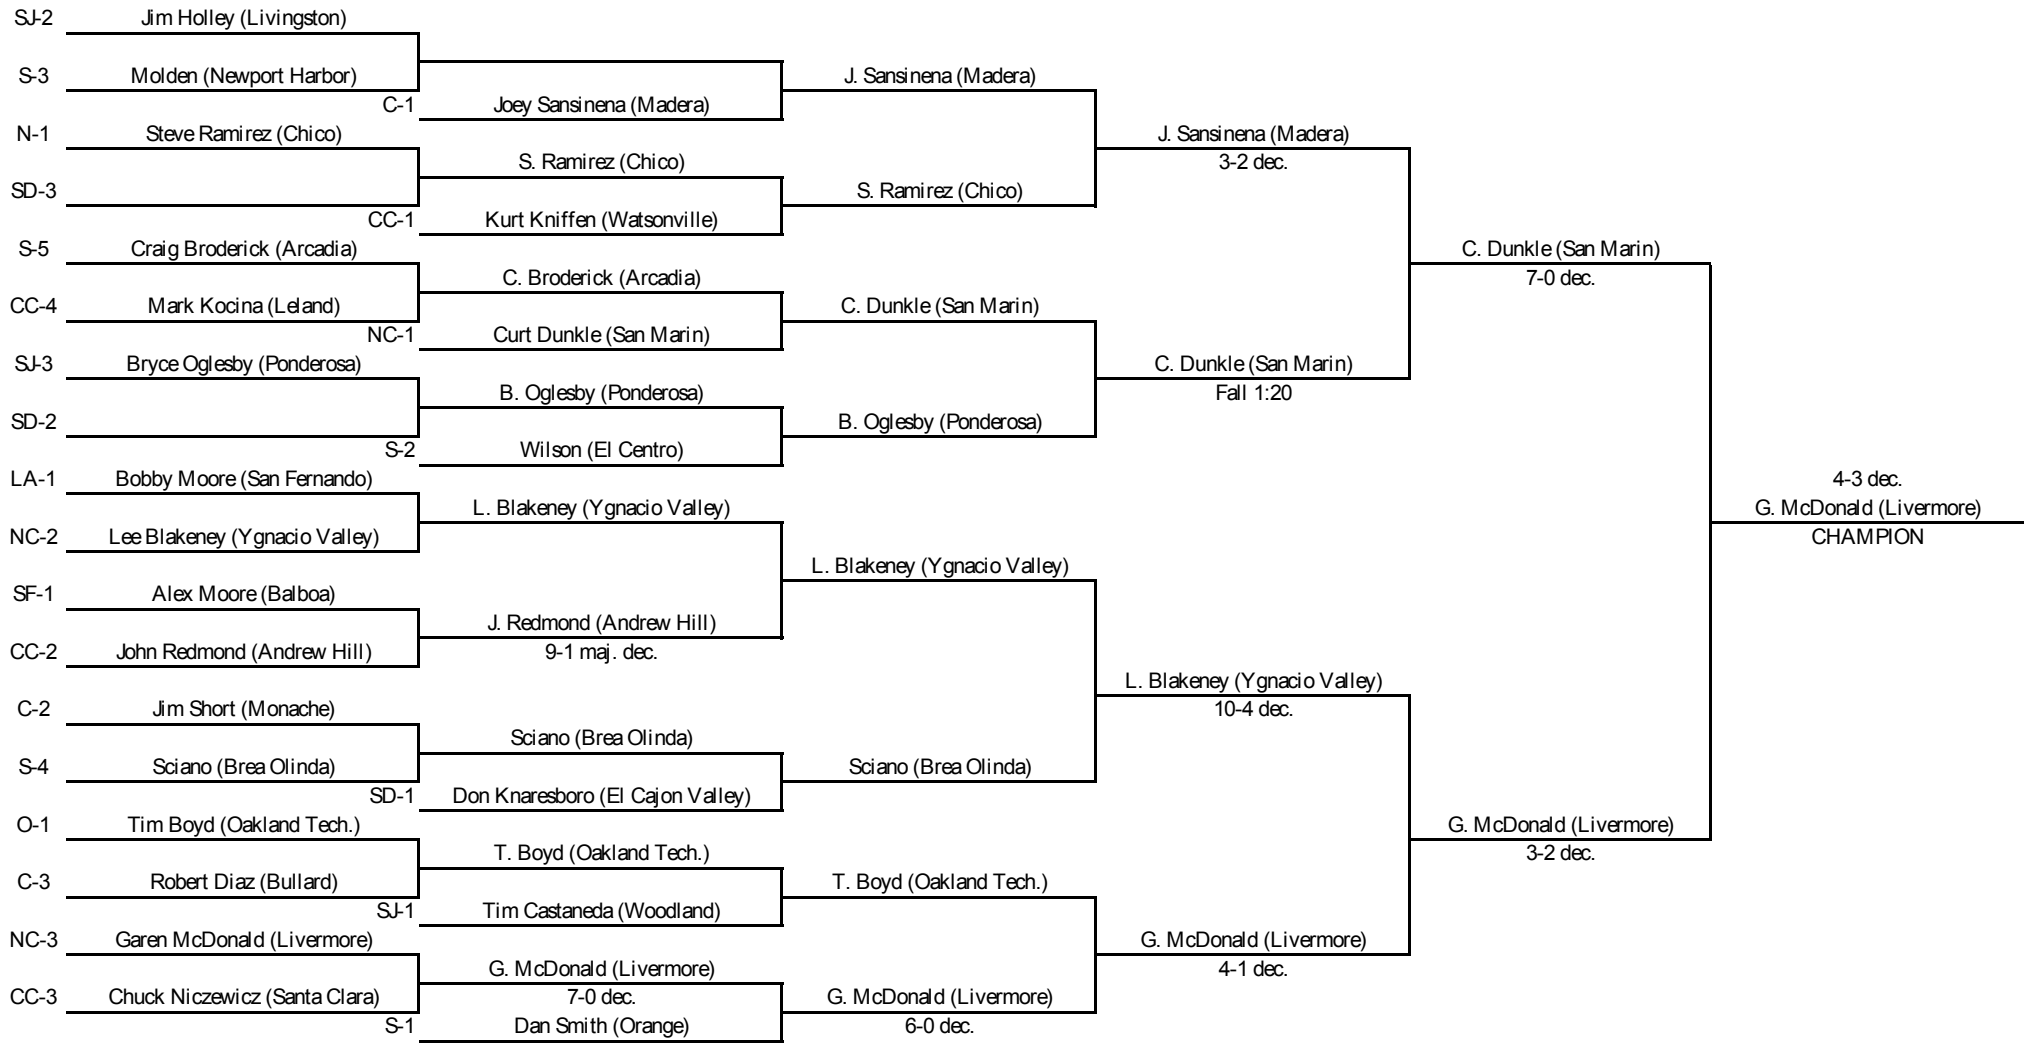 SJ-2 Jim Holley (Livingston)
S-3 Molden (Newport Harbor) J. Sansinena (Madera)
C-1 Joey Sansinena (Madera)
N-1 Steve Ramirez (Chico) J. Sansinena (Madera)
S. Ramirez (Chico) 3-2 dec.
SD-3 S. Ramirez (Chico)
CC-1 Kurt Kniffen (Watsonville)
S-5 Craig Broderick (Arcadia) C. Dunkle (San Marin)
C. Broderick (Arcadia) 7-0 dec.
CC-4 Mark Kocina (Leland) C. Dunkle (San Marin)
NC-1 Curt Dunkle (San Marin)
SJ-3 Bryce Oglesby (Ponderosa) C. Dunkle (San Marin)
B. Oglesby (Ponderosa) Fall 1:20
SD-2 B. Oglesby (Ponderosa)
S-2 Wilson (El Centro)
LA-1 Bobby Moore (San Fernando) 4-3 dec.
L. Blakeney (Ygnacio Valley) G. McDonald (Livermore)
NC-2 Lee Blakeney (Ygnacio Valley) CHAMPION
L. Blakeney (Ygnacio Valley)
SF-1 Alex Moore (Balboa)
J. Redmond (Andrew Hill)
CC-2 John Redmond (Andrew Hill) 9-1 maj. dec.
L. Blakeney (Ygnacio Valley)
C-2 Jim Short (Monache) 10-4 dec.
Sciano (Brea Olinda)
S-4 Sciano (Brea Olinda) Sciano (Brea Olinda)
SD-1 Don Knaresboro (El Cajon Valley)
O-1 Tim Boyd (Oakland Tech.) G. McDonald (Livermore)
T. Boyd (Oakland Tech.) 3-2 dec.
C-3 Robert Diaz (Bullard) T. Boyd (Oakland Tech.)
SJ-1 Tim Castaneda (Woodland)
NC-3 Garen McDonald (Livermore) G. McDonald (Livermore)
G. McDonald (Livermore) 4-1 dec.
CC-3 Chuck Niczewicz (Santa Clara) 7-0 dec. G. McDonald (Livermore)
S-1 Dan Smith (Orange) 6-0 dec.